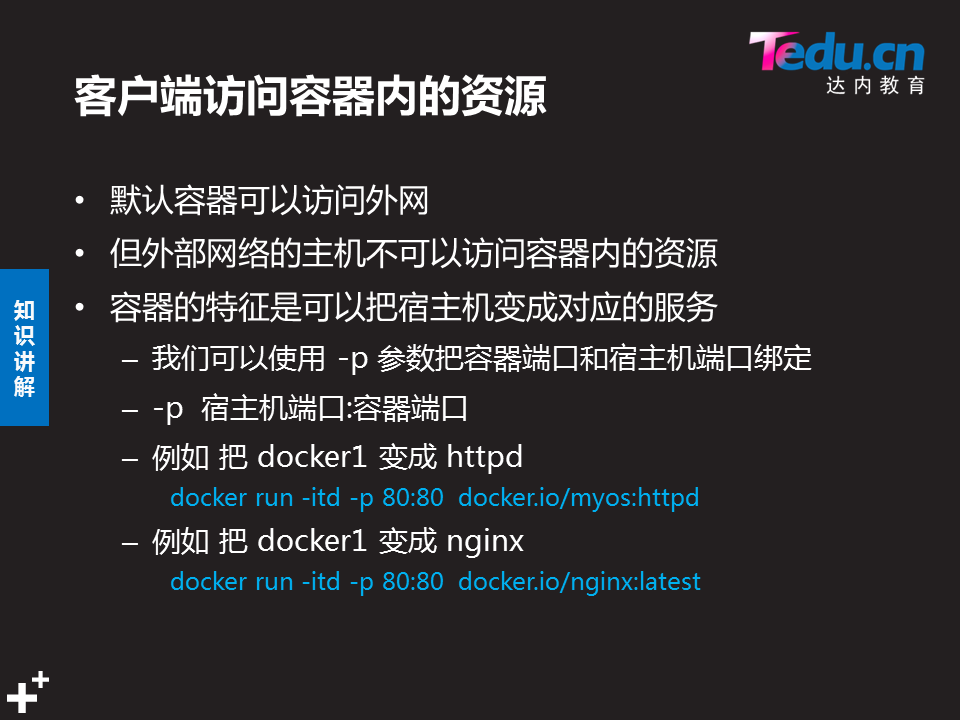 Tedu.cn
达内教育
客户端访问容器内的资源
• 默认容器可以访问外网
• 但外部网络的主机不可以访问容器内的资源
• 容器的特征是可以把宿主机变成对应的服务
– 我们可以使用 -p 参数把容器端口和宿主机端口绑定
– -p 宿主机端口:容器端口
– 例如 把 docker1 变成 httpd
docker run -itd -p 80:80 docker.io/myos:httpd
– 例如 把 docker1 变成 nginx
docker run -itd -p 80:80 docker.io/nginx:latest
知识讲解